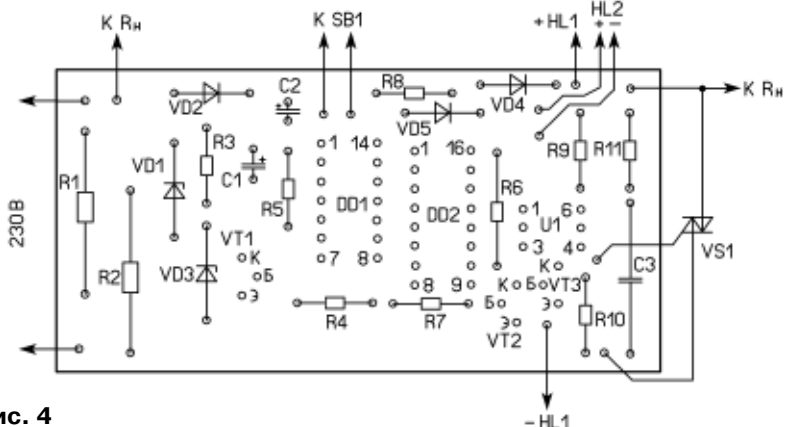 К Rн
К SB1
+HL1
HL2
+ −
К Rн
230 В
R1
R2
VD1
VD2
VD3
R3
C1
C2
R5
VT1
К
Б
Э
1 14
DD1
7 8
R4
R8
VD5
VD4
1 16
DD2
8 9
R7
R6
1 6
U1
3 4
R9
R11
К
Б
Э
VT2
К
Б
Э
VT3
R10
C3
VS1
−HL1
ис. 4